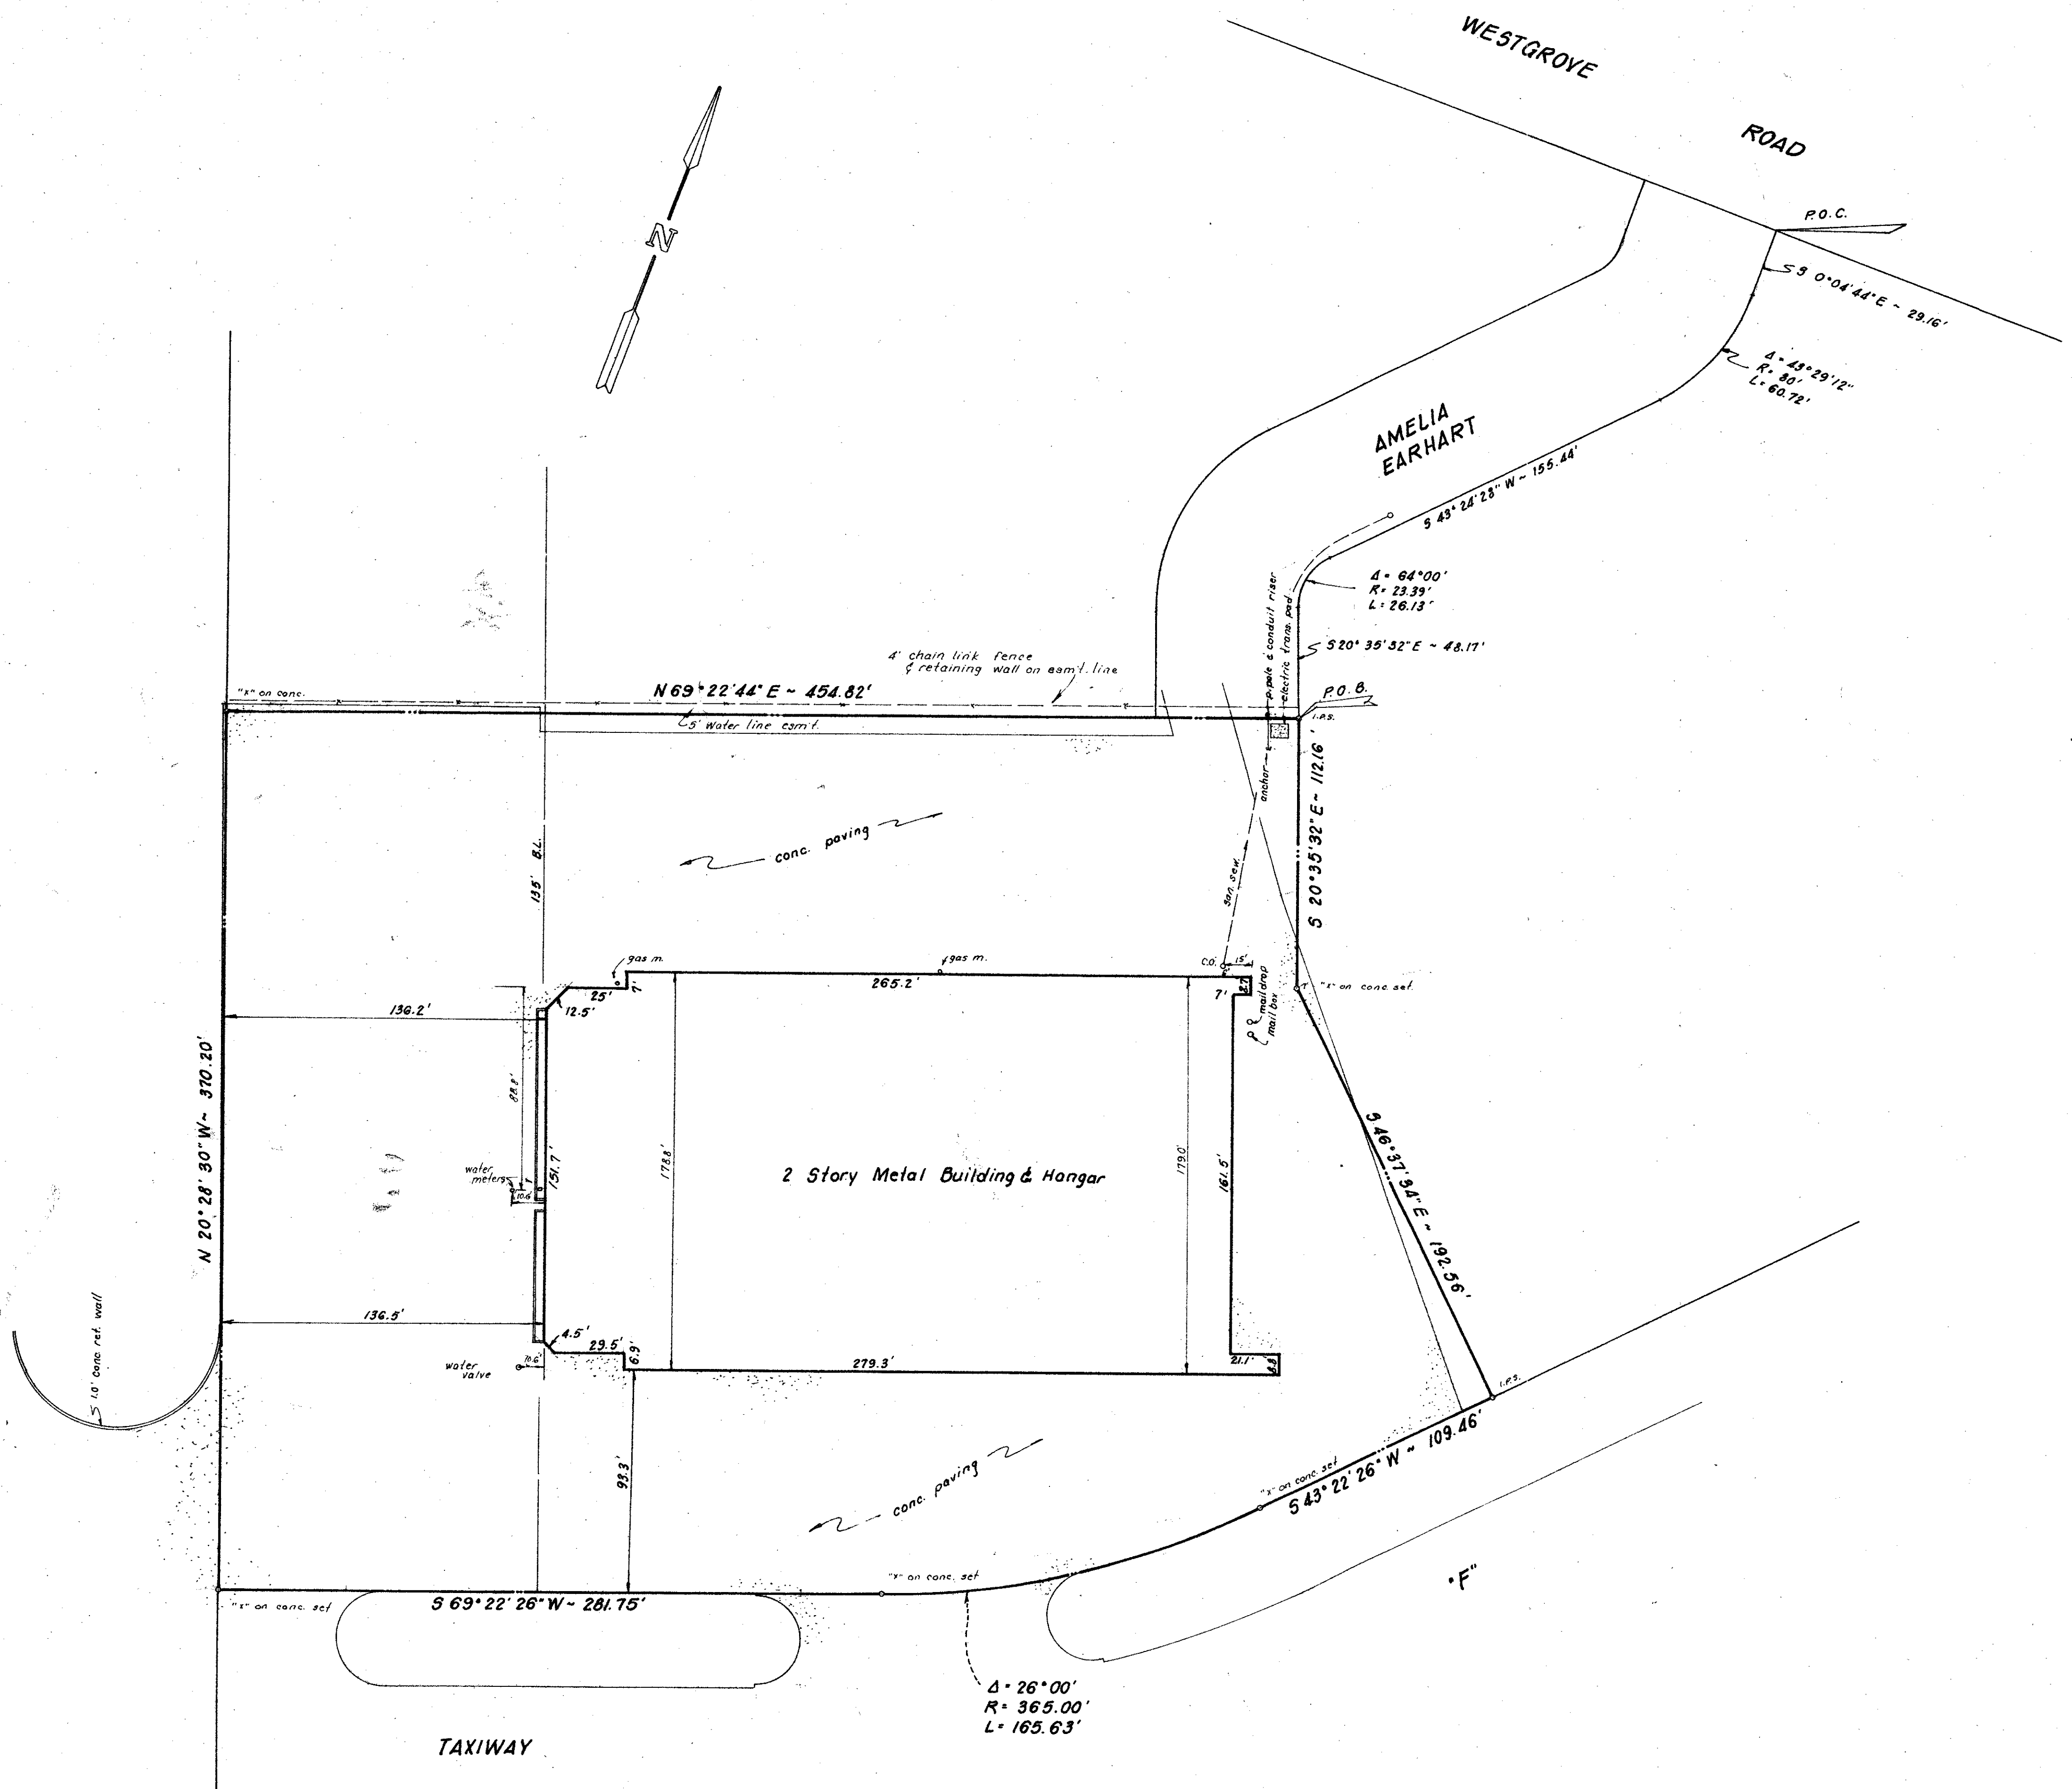 WESTGROVE
ROAD
P.O.C.
S 0°04'44"E ~ 29.16'
Δ = 43°29'12"
R = 80'
L = 60.72'
N
AMELIA
EARHART
S 43° 24' 28" W ~ 155.44'
Δ = 64°00'
R = 23.39'
L = 26.13'
S 20° 35' 32" E ~ 48.17'
p. pole & conduit riser
electric trans. pad
4' chain link fence
& retaining wall on esm't. line
"x" on conc.
N 69° 22' 44" E ~ 454.82'
5' Water line esm't.
P.O.B.
I.P.S.
S 20° 35' 32" E ~ 112.16'
anchor
conc. paving
135' B.L.
san. sew.
gas m.
gas m.
C.O.
15'
265.2'
25'
7'
12.5'
7'
mail drop
mail box
"x" on conc. set
136.2'
N 20° 28' 30" W ~ 370.20'
88.8'
151.7'
178.8'
179.0'
161.5'
2 Story Metal Building & Hangar
water
meters
10.6'
S 46° 37' 34" E ~ 192.56'
1.0' conc. ret. wall
136.5'
4.5'
29.5'
6.9'
279.3'
21.1'
8.8'
water
valve
10.6'
93.3'
I.P.S.
S 43° 22' 26" W ~ 109.46'
"x" on conc. set
conc. paving
"F"
"x" on conc. set
"x" on conc. set
S 69° 22' 26" W ~ 281.75'
Δ = 26°00'
R = 365.00'
L = 165.63'
TAXIWAY